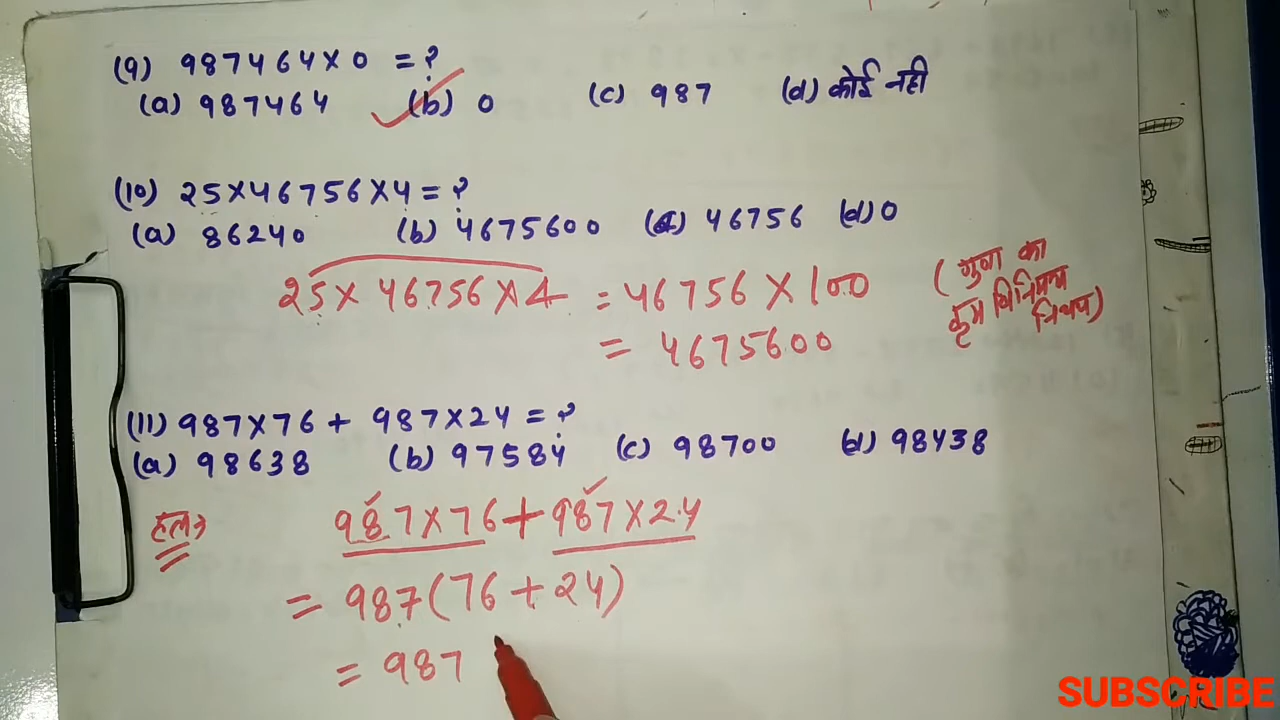 (9) 987464×0 = ?
(a) 987464 (b) 0 (c) 987 (d) कोई नही
(10) 25×46756×4 = ?
(a) 86240 (b) 4675600 (c) 46756 (d) 0
25×46756×4 = 46756×100
= 4675600
(गुणा का
क्रम विनिमय
नियम)
(11) 987×76 + 987×24 = ?
(a) 98638 (b) 97584 (c) 98700 (d) 98438
हल→ 987×76+987×24
= 987(76+24)
= 987
SUBSCRIBE